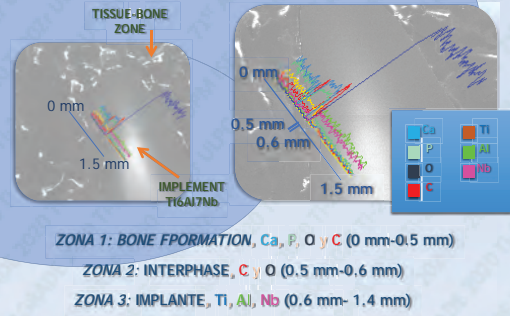 TISSUE-BONE
ZONE
0 mm
1.5 mm
IMPLEMENT
Ti6Al7Nb
0 mm
0.5 mm
0.6 mm
1.5 mm
Ca
Ti
P
Al
O
Nb
C
ZONA 1: BONE FPORMATION, Ca, P, O y C (0 mm-0.5 mm)
ZONA 2: INTERPHASE, C y O (0.5 mm-0.6 mm)
ZONA 3: IMPLANTE, Ti, Al, Nb (0.6 mm- 1.4 mm)